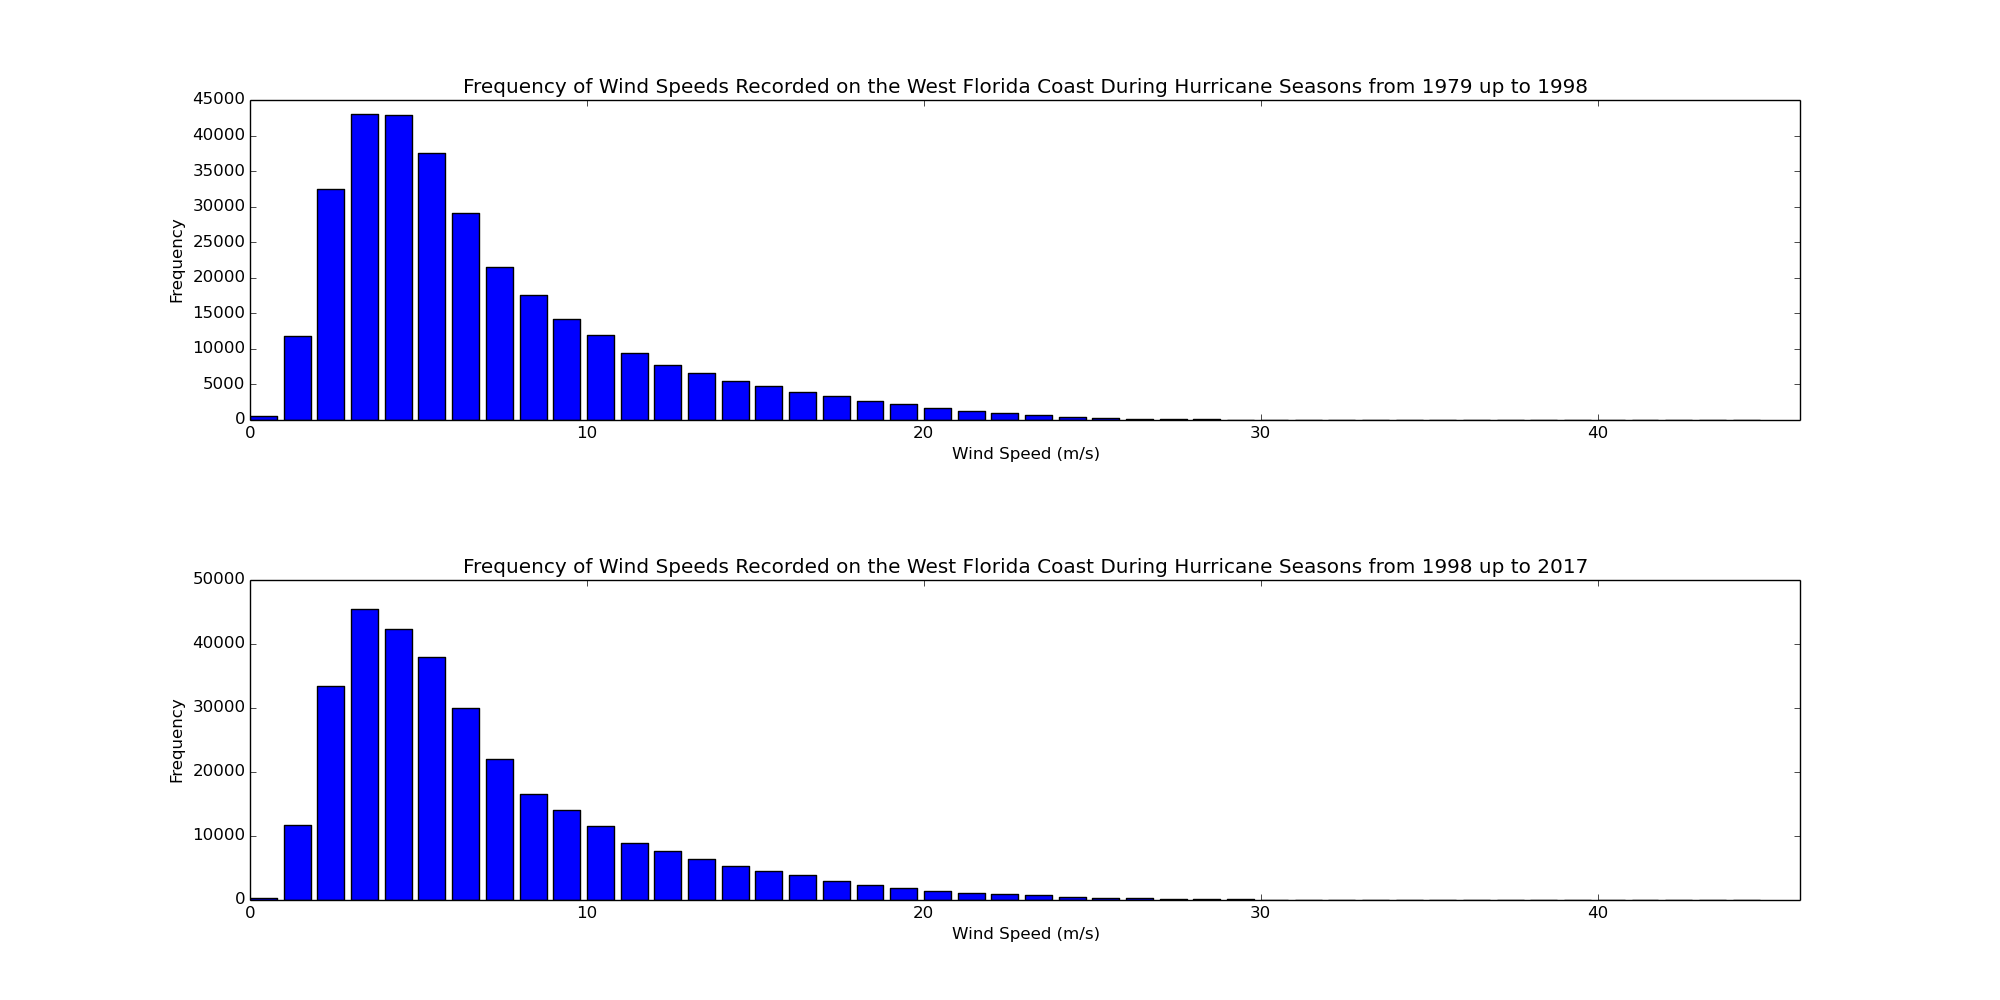 Frequency of Wind Speeds Recorded on the West Florida Coast During Hurricane Seasons from 1979 up to 1998
45000
40000
35000
30000
25000
20000
15000
10000
5000
0
Frequency
0 10 20 30 40
Wind Speed (m/s)
Frequency of Wind Speeds Recorded on the West Florida Coast During Hurricane Seasons from 1998 up to 2017
50000
40000
30000
20000
10000
0
Frequency
0 10 20 30 40
Wind Speed (m/s)